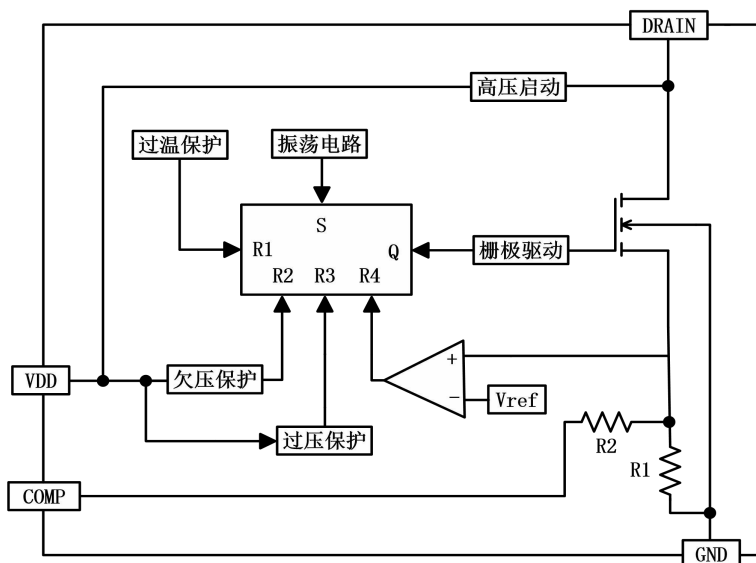 DRAIN
高压启动
过温保护
振荡电路
S
R1
Q
栅极驱动
R2
R3
R4
+
VDD
欠压保护
-
Vref
过压保护
R2
R1
COMP
GND